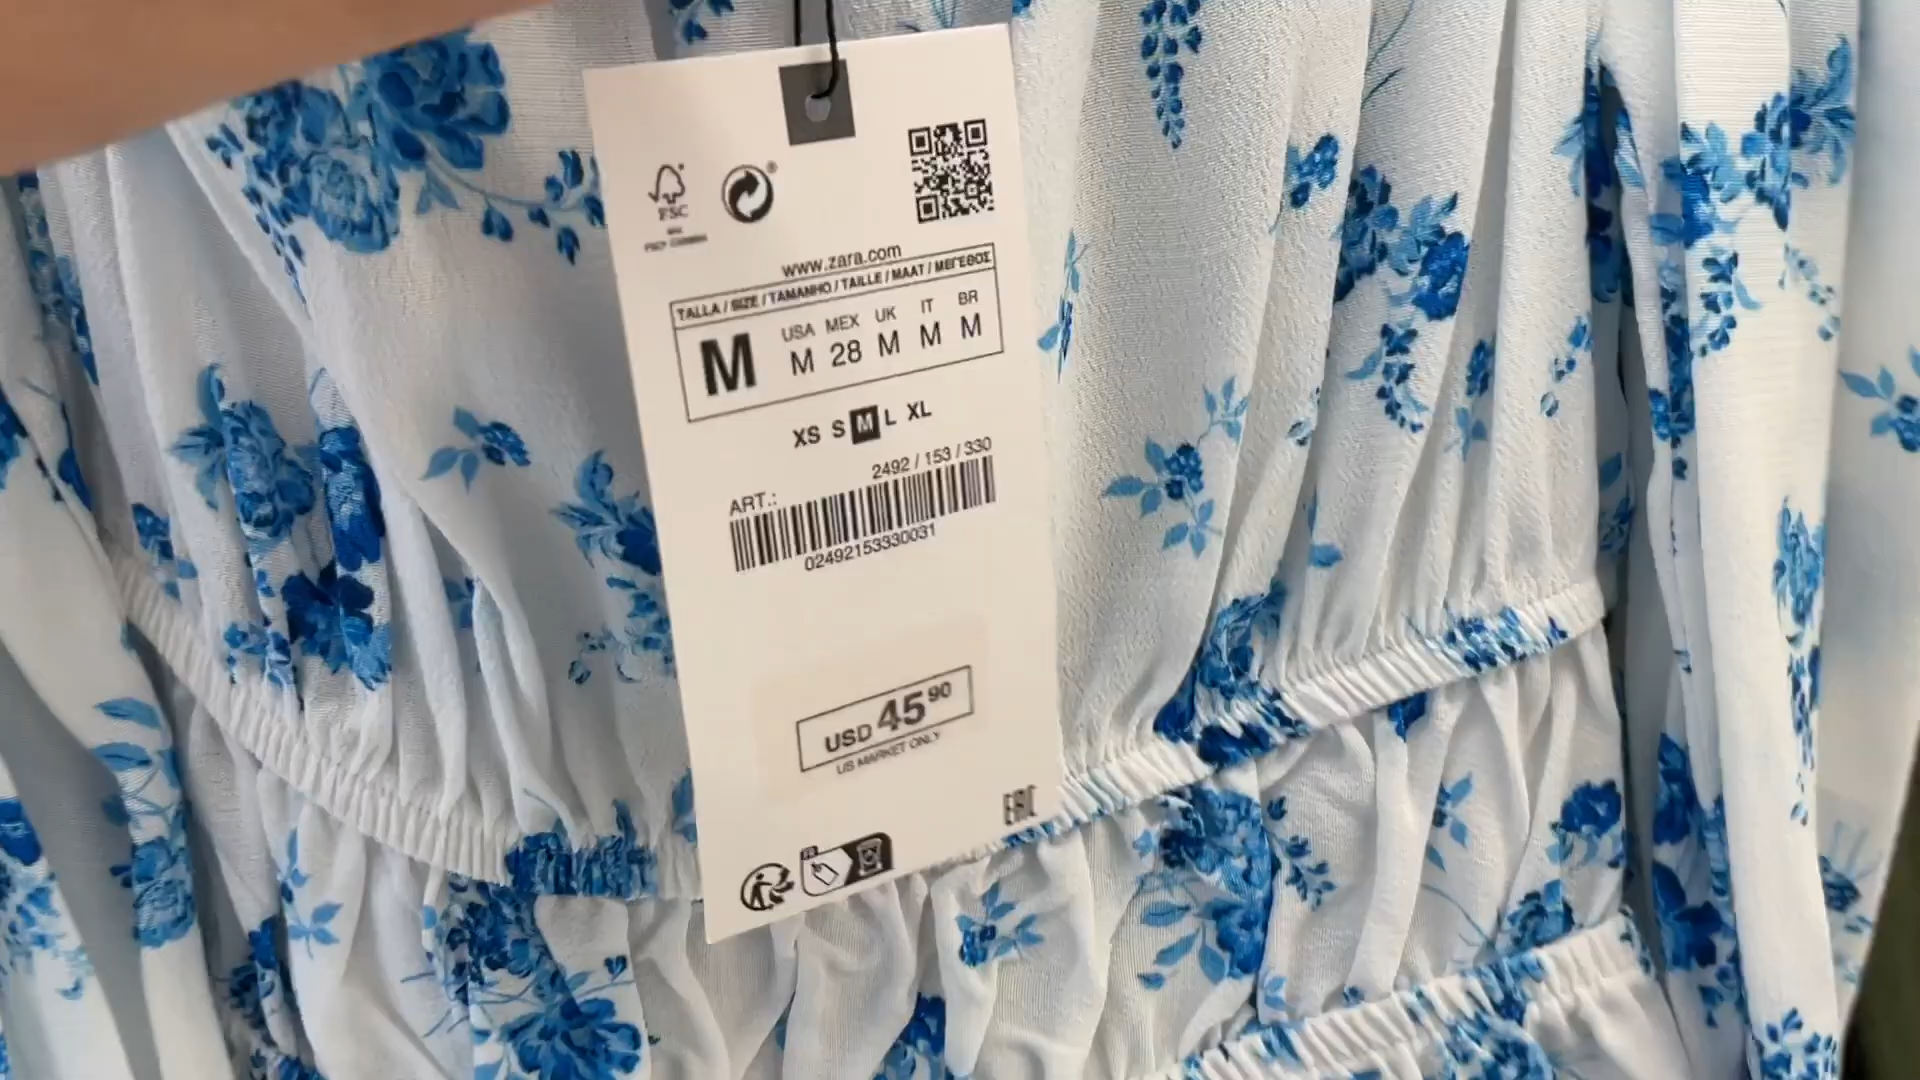 FSC
www.zara.com
TALLA / SIZE / TAMANHO / TAILLE / MAAT / ΜΕΓΕΘΟΣ
USA MEX UK IT BR
M M 28 M M M
XS S M L XL
2492 / 153 / 330
ART.:
02492153330031
USD 45 90
US MARKET ONLY
EAC
FR